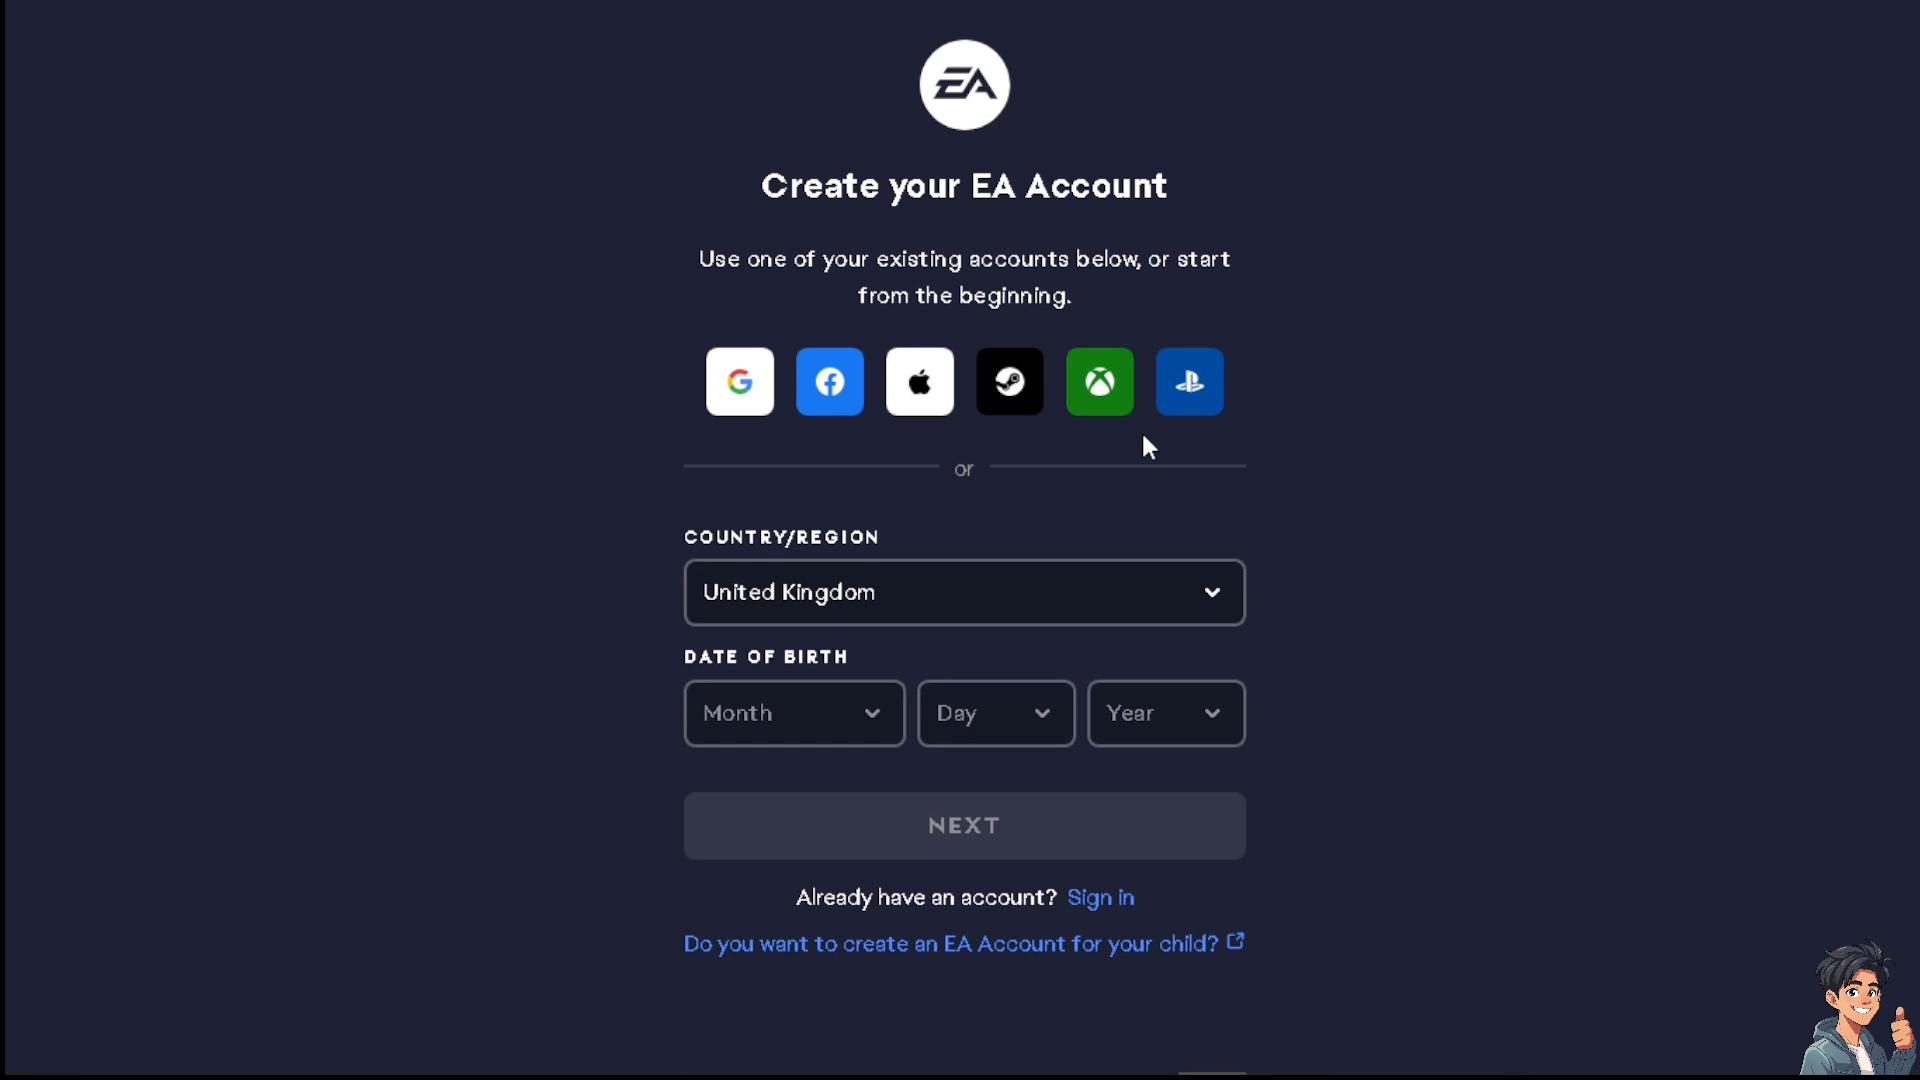 EA
Create your EA Account
Use one of your existing accounts below, or start
from the beginning.
G
or
COUNTRY/REGION
United Kingdom
DATE OF BIRTH
Month Day Year
NEXT
Already have an account? Sign in
Do you want to create an EA Account for your child?